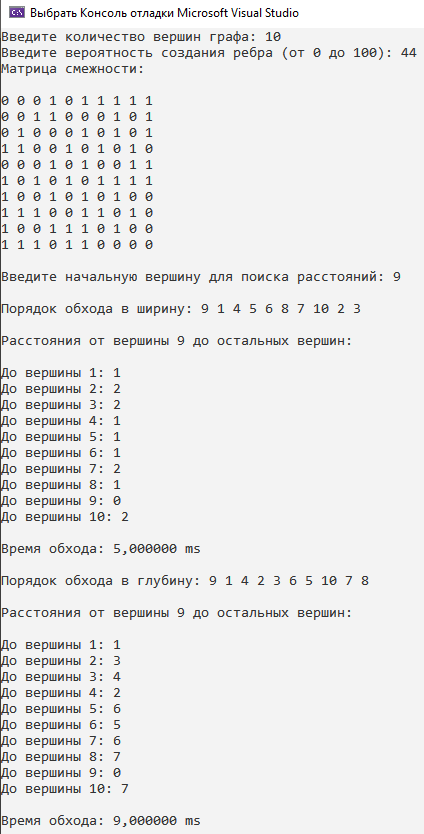 Выбрать Консоль отладки Microsoft Visual Studio
Введите количество вершин графа: 10
Введите вероятность создания ребра (от 0 до 100): 44
Матрица смежности:
0 0 0 1 0 1 1 1 1 1
0 0 1 1 0 0 0 1 0 1
0 1 0 0 0 1 0 1 0 1
1 1 0 0 1 0 1 0 1 0
0 0 0 1 0 1 0 0 1 1
1 0 1 0 1 0 1 1 1 1
1 0 0 1 0 1 0 1 0 0
1 1 1 0 0 1 1 0 1 0
1 0 0 1 1 1 0 1 0 0
1 1 1 0 1 1 0 0 0 0
Введите начальную вершину для поиска расстояний: 9
Порядок обхода в ширину: 9 1 4 5 6 8 7 10 2 3
Расстояния от вершины 9 до остальных вершин:
До вершины 1: 1
До вершины 2: 2
До вершины 3: 2
До вершины 4: 1
До вершины 5: 1
До вершины 6: 1
До вершины 7: 2
До вершины 8: 1
До вершины 9: 0
До вершины 10: 2
Время обхода: 5,000000 ms
Порядок обхода в глубину: 9 1 4 2 3 6 5 10 7 8
Расстояния от вершины 9 до остальных вершин:
До вершины 1: 1
До вершины 2: 3
До вершины 3: 4
До вершины 4: 2
До вершины 5: 6
До вершины 6: 5
До вершины 7: 6
До вершины 8: 7
До вершины 9: 0
До вершины 10: 7
Время обхода: 9,000000 ms